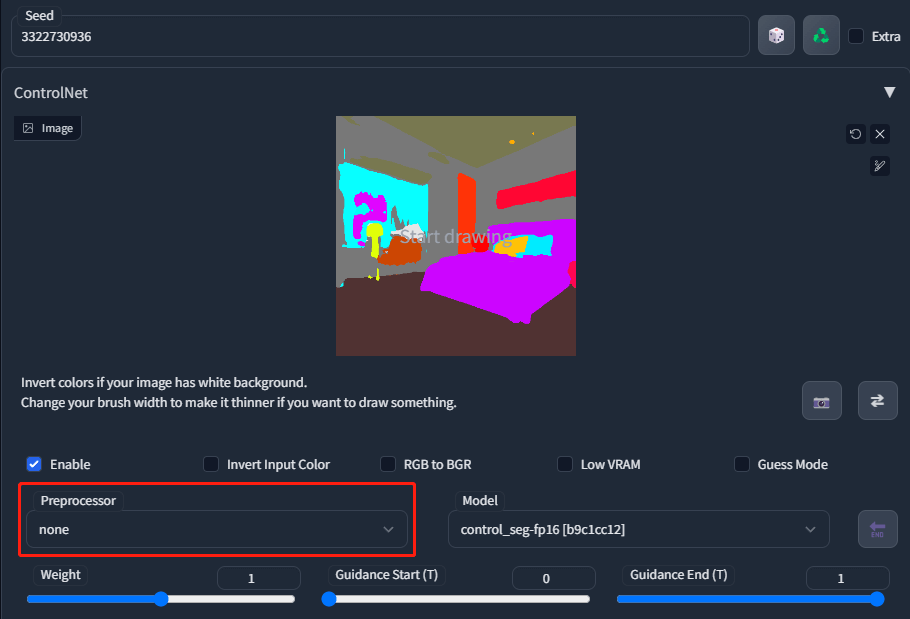 Seed
3322730936
Extra
ControlNet
Image
Start drawing
Invert colors if your image has white background.
Change your brush width to make it thinner if you want to draw something.
Enable
Invert Input Color
RGB to BGR
Low VRAM
Guess Mode
Preprocessor
none
Model
control_seg-fp16 [b9c1cc12]
END
Weight
1
Guidance Start (T)
0
Guidance End (T)
1